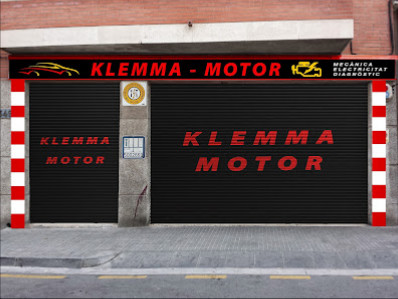 KLEMMA - MOTOR
MECÀNICA
ELECTRICITAT
DIAGNÒSTIC
KLEMMA
MOTOR
KLEMMA
MOTOR